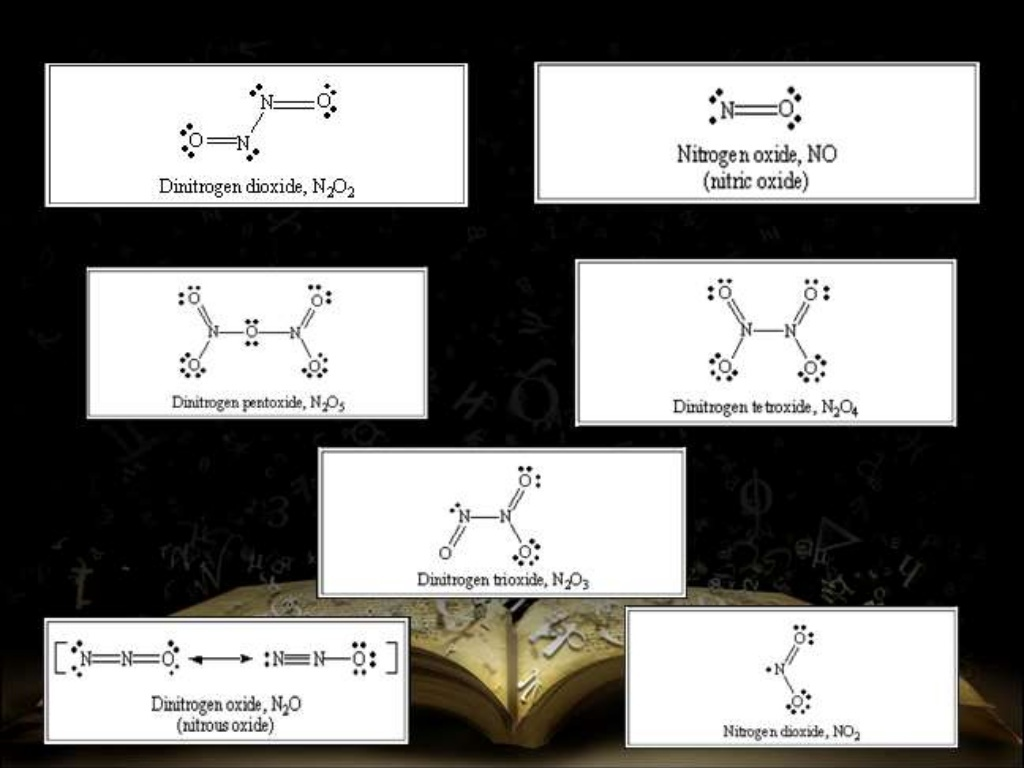 N O
O N
Dinitrogen dioxide, N₂O₂
N O
Nitrogen oxide, NO
(nitric oxide)
O O
N O N
O O
Dinitrogen pentoxide, N₂O₅
O O
N N
O O
Dinitrogen tetroxide, N₂O₄
O
N N
O O
Dinitrogen trioxide, N₂O₃
[ N=N=O ↔ N≡N–O ]
Dinitrogen oxide, N₂O
(nitrous oxide)
O
N
O
Nitrogen dioxide, NO₂